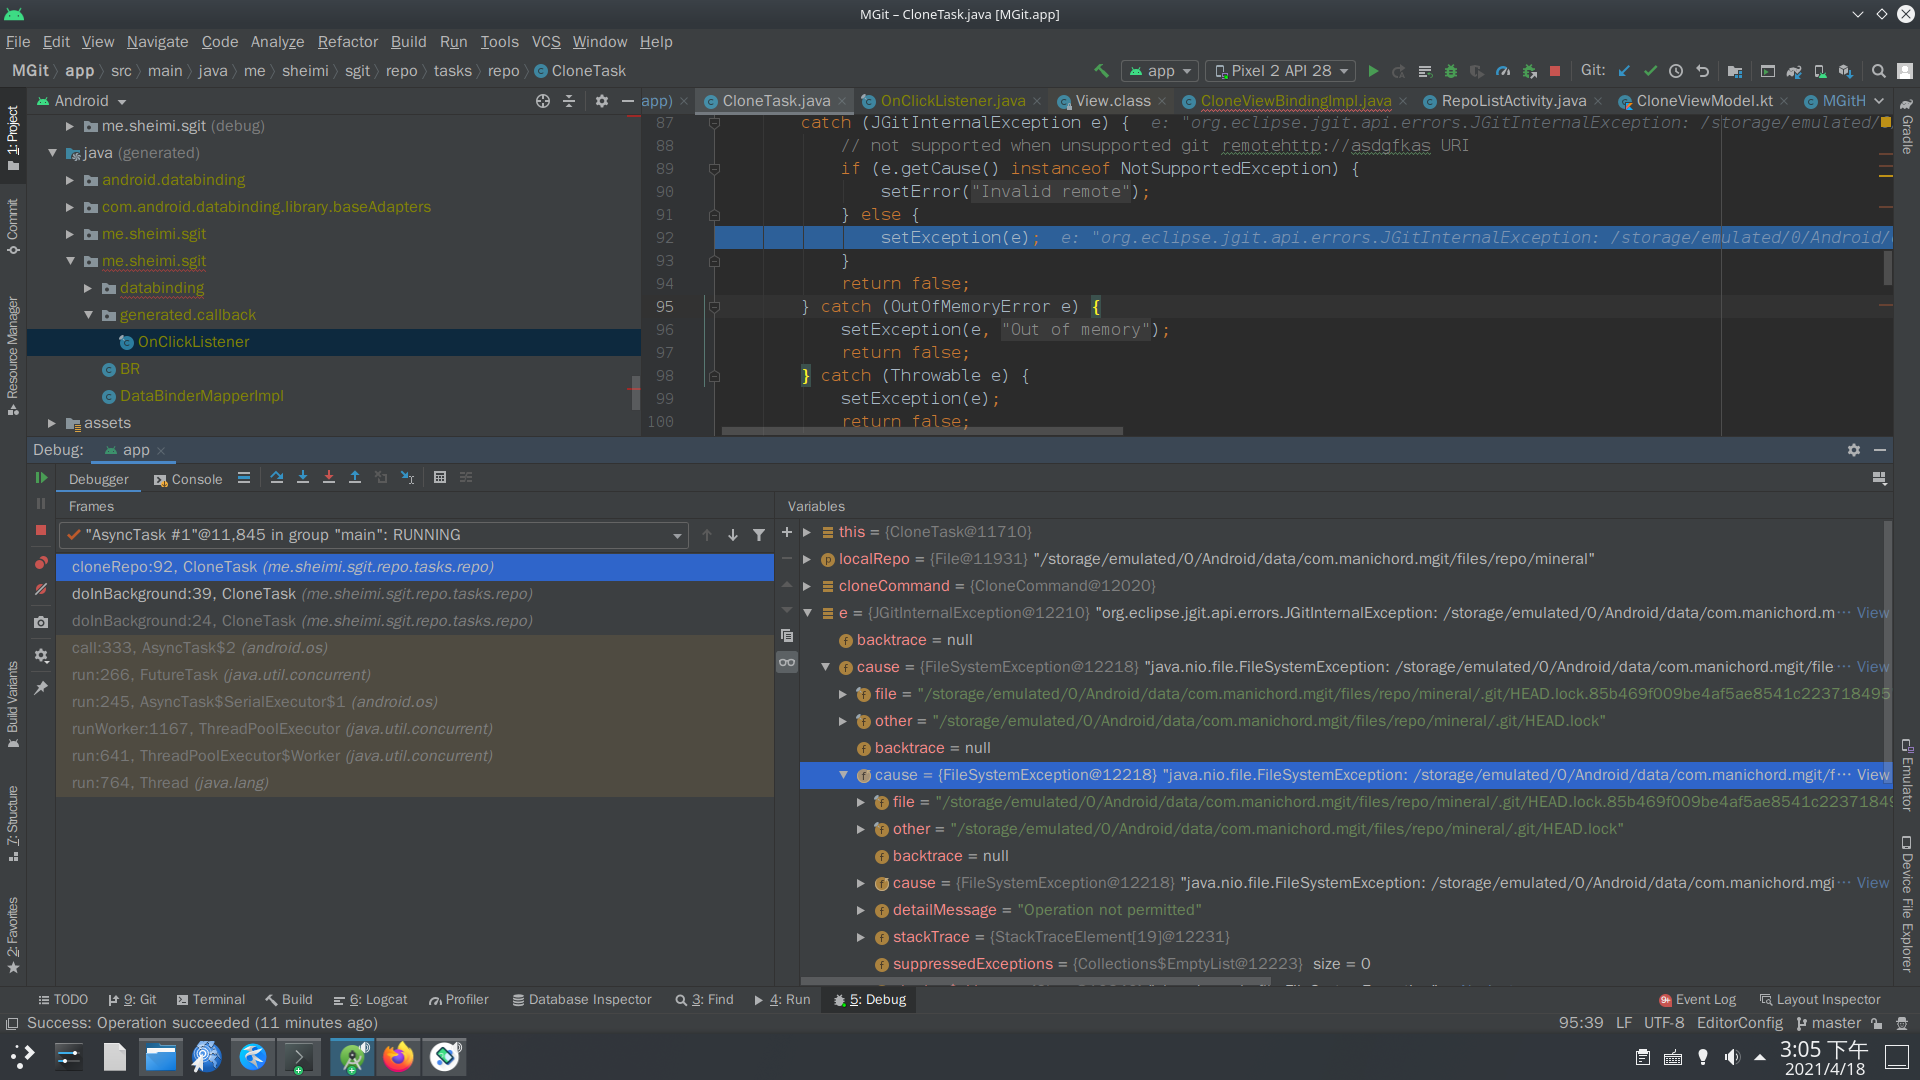 MGit – CloneTask.java [MGit.app]
File Edit View Navigate Code Analyze Refactor Build Run Tools VCS Window Help
MGit app src main java me sheimi sgit repo tasks repo CloneTask
app Pixel 2 API 28 Git:
Android
app) CloneTask.java OnClickListener.java View.class CloneViewBindingImpl.java RepoListActivity.java CloneViewModel.kt MGitH
1: Project
Commit
Resource Manager
Build Variants
7: Structure
2: Favorites
me.sheimi.sgit (debug)
java (generated)
android.databinding
com.android.databinding.library.baseAdapters
me.sheimi.sgit
me.sheimi.sgit
databinding
generated.callback
OnClickListener
BR
DataBinderMapperImpl
assets
87 catch (JGitInternalException e) { e: "org.eclipse.jgit.api.errors.JGitInternalException: /storage/emulated/
88 // not supported when unsupported git remotehttp://asdgfkas URI
89 if (e.getCause() instanceof NotSupportedException) {
90 setError("Invalid remote");
91 } else {
92 setException(e); e: "org.eclipse.jgit.api.errors.JGitInternalException: /storage/emulated/0/Android/
93 }
94 return false;
95 } catch (OutOfMemoryError e) {
96 setException(e, "Out of memory");
97 return false;
98 } catch (Throwable e) {
99 setException(e);
100 return false;
Gradle
Emulator
Device File Explorer
Debug: app
Debugger Console
Frames
"AsyncTask #1"@11,845 in group "main": RUNNING
cloneRepo:92, CloneTask (me.sheimi.sgit.repo.tasks.repo)
doInBackground:39, CloneTask (me.sheimi.sgit.repo.tasks.repo)
doInBackground:24, CloneTask (me.sheimi.sgit.repo.tasks.repo)
call:333, AsyncTask$2 (android.os)
run:266, FutureTask (java.util.concurrent)
run:245, AsyncTask$SerialExecutor$1 (android.os)
runWorker:1167, ThreadPoolExecutor (java.util.concurrent)
run:641, ThreadPoolExecutor$Worker (java.util.concurrent)
run:764, Thread (java.lang)
Variables
this = {CloneTask@11710}
localRepo = {File@11931} "/storage/emulated/0/Android/data/com.manichord.mgit/files/repo/mineral"
cloneCommand = {CloneCommand@12020}
e = {JGitInternalException@12210} "org.eclipse.jgit.api.errors.JGitInternalException: /storage/emulated/0/Android/data/com.manichord.m··· View
backtrace = null
cause = {FileSystemException@12218} "java.nio.file.FileSystemException: /storage/emulated/0/Android/data/com.manichord.mgit/file ··· View
file = "/storage/emulated/0/Android/data/com.manichord.mgit/files/repo/mineral/.git/HEAD.lock.85b469f009be4af5ae8541c223718495
other = "/storage/emulated/0/Android/data/com.manichord.mgit/files/repo/mineral/.git/HEAD.lock"
backtrace = null
cause = {FileSystemException@12218} "java.nio.file.FileSystemException: /storage/emulated/0/Android/data/com.manichord.mgit/f··· View
file = "/storage/emulated/0/Android/data/com.manichord.mgit/files/repo/mineral/.git/HEAD.lock.85b469f009be4af5ae8541c22371849
other = "/storage/emulated/0/Android/data/com.manichord.mgit/files/repo/mineral/.git/HEAD.lock"
backtrace = null
cause = {FileSystemException@12218} "java.nio.file.FileSystemException: /storage/emulated/0/Android/data/com.manichord.mgi··· View
detailMessage = "Operation not permitted"
stackTrace = {StackTraceElement[19]@12231}
suppressedExceptions = {Collections$EmptyList@12223} size = 0
TODO 9: Git Terminal Build 6: Logcat Profiler Database Inspector 3: Find 4: Run 5: Debug 9+ Event Log Layout Inspector
Success: Operation succeeded (11 minutes ago) 95:39 LF UTF-8 EditorConfig master
3:05 下午
2021/4/18